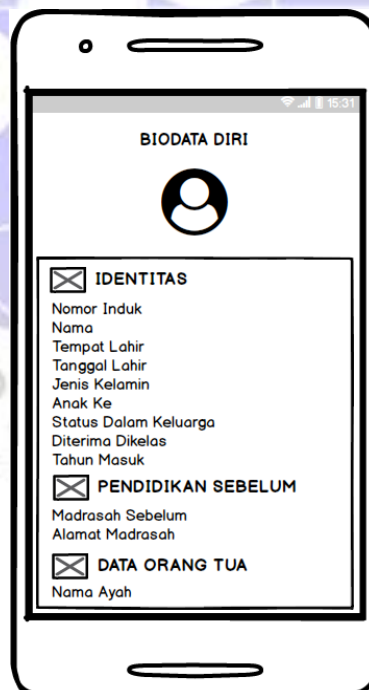 15:31
BIODATA DIRI
IDENTITAS
Nomor Induk
Nama
Tempat Lahir
Tanggal Lahir
Jenis Kelamin
Anak Ke
Status Dalam Keluarga
Diterima Dikelas
Tahun Masuk
PENDIDIKAN SEBELUM
Madrasah Sebelum
Alamat Madrasah
DATA ORANG TUA
Nama Ayah